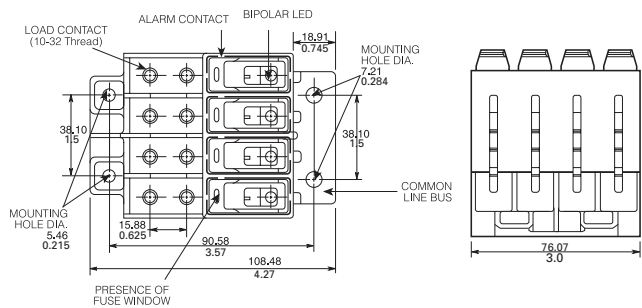 ALARM CONTACT
BIPOLAR LED
LOAD CONTACT
(10-32 Thread)
18.91
0.745
MOUNTING
HOLE DIA.
7.21
0.284
38.10
1.5
38.10
1.5
COMMON
LINE BUS
MOUNTING
HOLE DIA.
5.46
0.215
15.88
0.625
90.58
3.57
108.48
4.27
PRESENCE OF
FUSE WINDOW
76.07
3.0